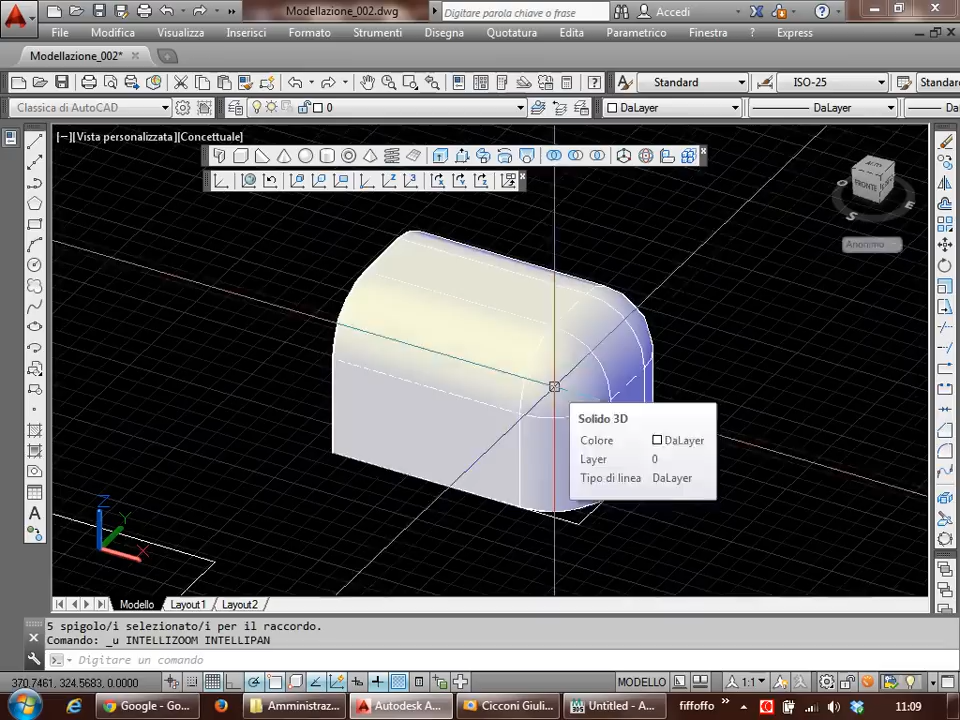 Modellazione_002.dwg
Digitare parola chiave o frase
Accedi
File
Modifica
Visualizza
Inserisci
Formato
Strumenti
Disegna
Quotatura
Edita
Parametrico
Finestra
?
Express
Modellazione_002*
Standard
ISO-25
Standard
Classica di AutoCAD
0
DaLayer
DaLayer
[−][Vista personalizzata][Concettuale]
ALTO
FRONTE
O
E
S
Anonimo
Solido 3D
Colore DaLayer
Layer 0
Tipo di linea DaLayer
Z
Y
X
Modello
Layout1
Layout2
5 spigolo/i selezionato/i per il raccordo.
Comando: _u INTELLIZOOM INTELLIPAN
Digitare un comando
370.7461, 324.5683, 0.0000
MODELLO
1:1
Google - Go...
Amministraz...
Autodesk A...
Cicconi Giuli...
Untitled - A...
fiffoffo
11:09